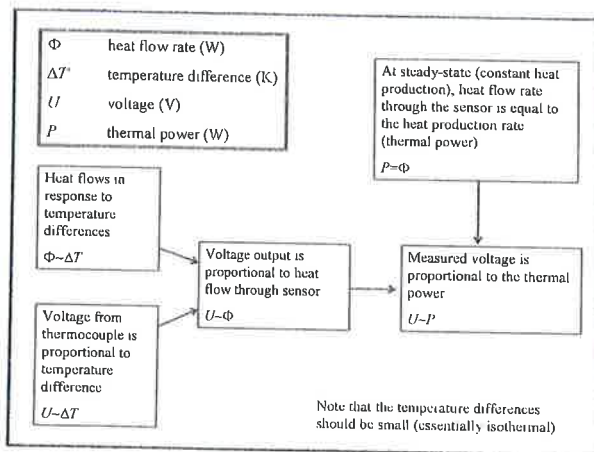 Φ heat flow rate (W)
ΔT heat temperature difference (K)
U voltage (V)
P thermal power (W)
At steady-state (constant heat
production), heat flow rate
through the sensor is equal to
the heat production rate
(thermal power)
P=Φ
Heat flows in
response to
temperature
differences
Φ~ΔT
Voltage output is
proportional to heat
flow through sensor
U~Φ
Measured voltage is
proportional to the thermal
power
U~P
Voltage from
thermocouple is
proportional to
temperature
difference
U~ΔT
Note that the temperature differences
should be small (essentially isothermal)